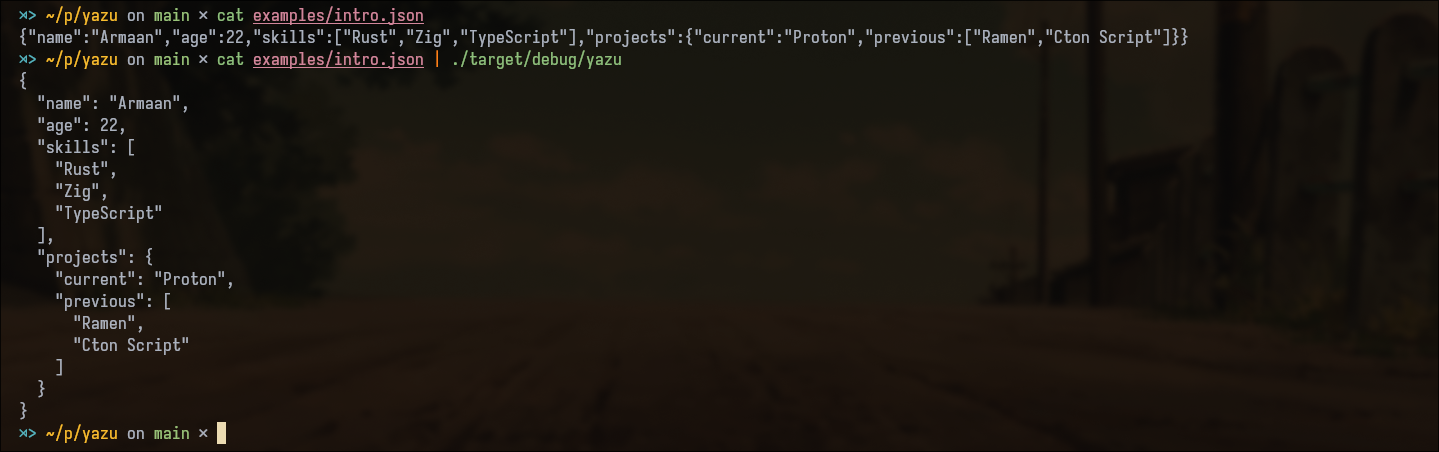 ⋊> ~/p/yazu on main × cat examples/intro.json
{"name":"Armaan","age":22,"skills":["Rust","Zig","TypeScript"],"projects":{"current":"Proton","previous":["Ramen","Cton Script"]}}
⋊> ~/p/yazu on main × cat examples/intro.json | ./target/debug/yazu
{
  "name": "Armaan",
  "age": 22,
  "skills": [
    "Rust",
    "Zig",
    "TypeScript"
  ],
  "projects": {
    "current": "Proton",
    "previous": [
      "Ramen",
      "Cton Script"
    ]
  }
}
⋊> ~/p/yazu on main ×